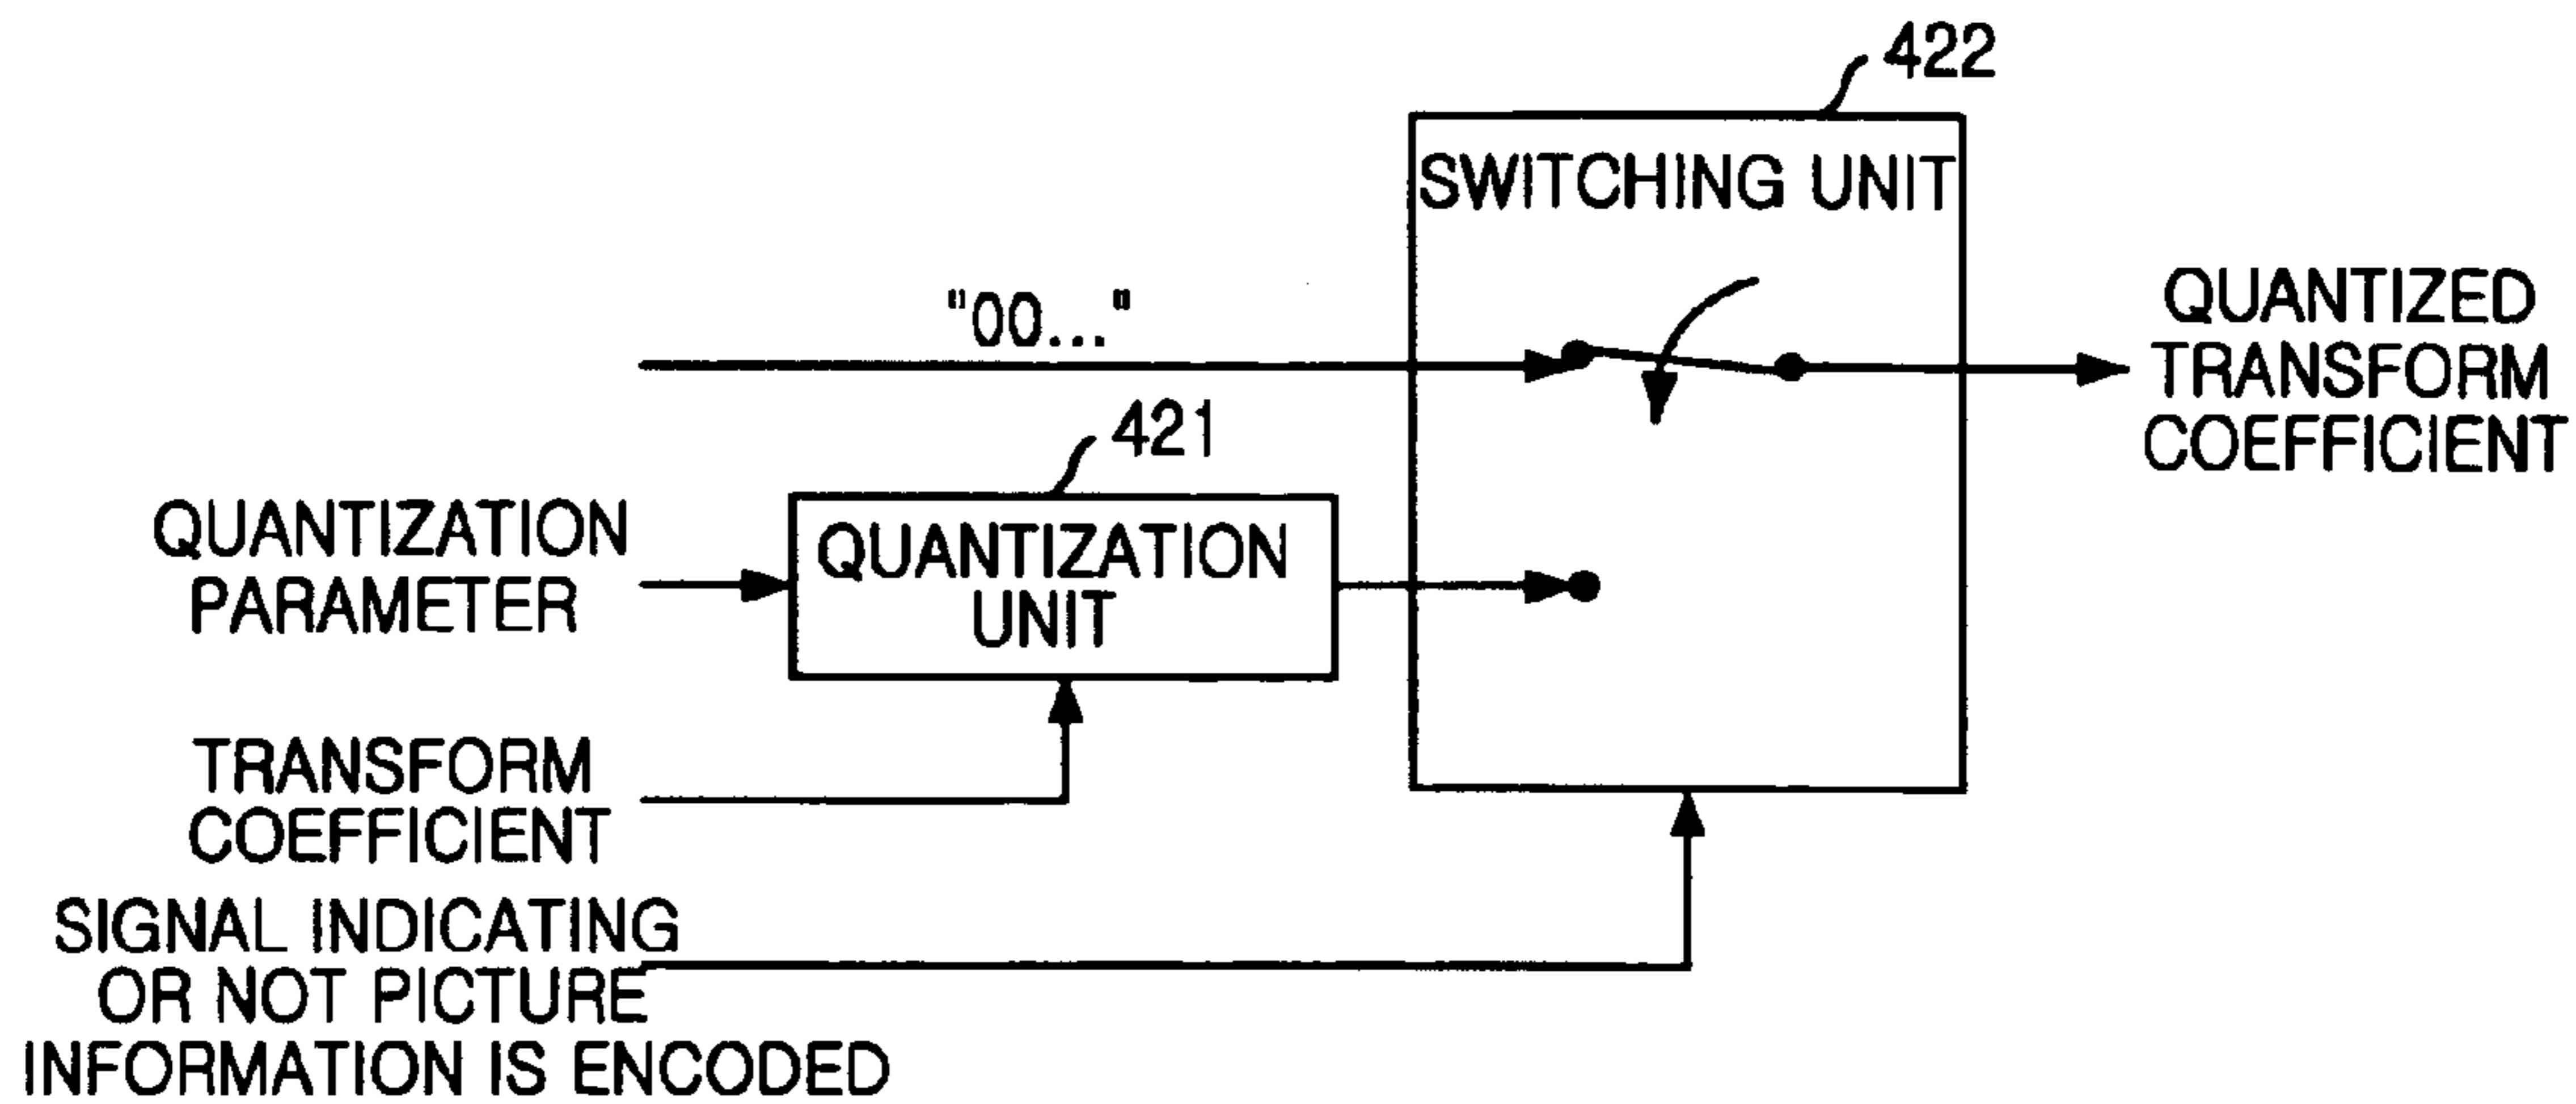 422
SWITCHING UNIT
"00..."
QUANTIZED
TRANSFORM
COEFFICIENT
421
QUANTIZATION
PARAMETER
QUANTIZATION
UNIT
TRANSFORM
COEFFICIENT
SIGNAL INDICATING
OR NOT PICTURE
INFORMATION IS ENCODED